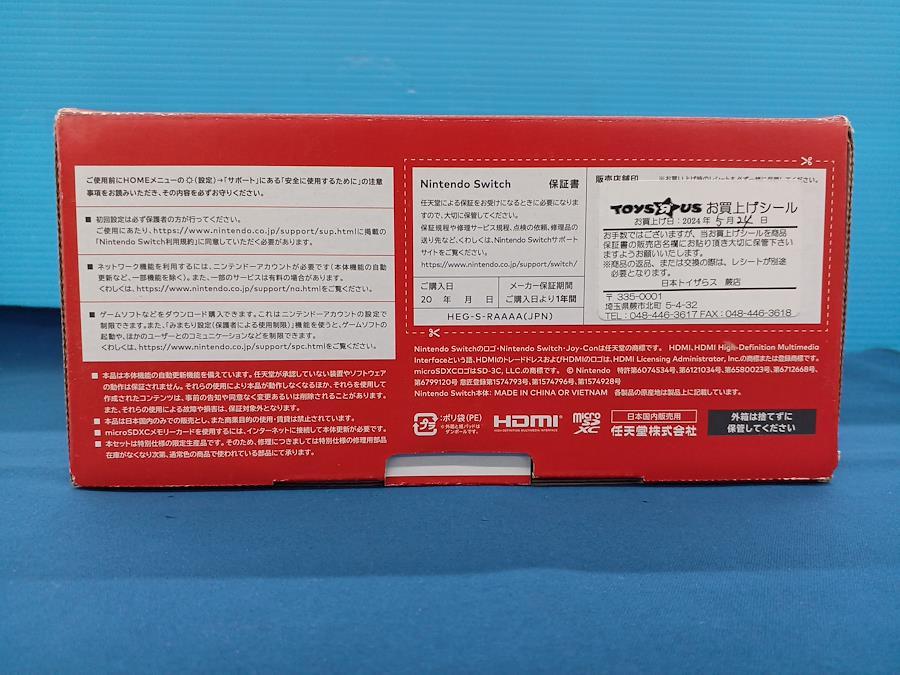 ご使用前にHOMEメニューの(設定)→「サポート」にある「安全に使用するために」の注意
事項をお読みいただき、その内容を必ずお守りください。
■ 初回設定は必ず保護者の方が行ってください。
ご使用にあたり、https://www.nintendo.co.jp/support/sup.htmlに掲載の
「Nintendo Switch利用規約」に同意していただく必要があります。
■ ネットワーク機能を利用するには、ニンテンドーアカウントが必要です(本体機能の自動
更新など、一部機能を除く)。また、一部のサービスは有料の場合があります。
くわしくは、https://www.nintendo.co.jp/support/na.htmlをご覧ください。
■ ゲームソフトなどをダウンロード購入できます。これはニンテンドーアカウントの設定で
制限できます。また、「みまもり設定(保護者による使用制限)」機能を使うと、ゲームソフトの
起動や、ほかのユーザーとのコミュニケーションなどを制限できます。
くわしくは、https://www.nintendo.co.jp/support/spc.htmlをご覧ください。
■ 本品は本体機能の自動更新機能を備えています。任天堂が承認していない装置やソフトウェア
の動作は保証されません。それらの使用により本品が動作しなくなるほか、それらを使用して
作成されたコンテンツは、事前の告知や同意なく変更あるいは削除されることがあります。
また、それらの使用による故障や損害は、保証対象外となります。
■ 本品は日本国内のみでの販売とし、また商業目的の使用・賃貸は禁止されています。
■ microSDXCメモリーカードを使用するには、インターネットに接続して本体更新が必要です。
■ 本セットは特別仕様の限定生産品です。そのため、修理につきましては特別仕様の修理用部品
在庫がなくなり次第、通常色の商品で使われている部品にて承ります。
Nintendo Switch 保証書
任天堂による保証をお受けになるときに必要になりま
すので、大切に保管してください。
保証規程や修理サービス規程、点検の依頼、修理品の
送り先など、くわしくは、Nintendo Switchサポート
サイトをご覧ください。
https://www.nintendo.co.jp/support/switch/
ご購入日
20 年 月 日
メーカー保証期間
ご購入日より1年間
HEG-S-RAAAA(JPN)
販売店舗印
TOYSЯUS お買上げシール
お買上げ日:2024年 5月 24 日
お手数ではございますが、当お買上げシールを商品
保証書の販売店名欄にお貼り頂き大切に保管下さい
ますようお願いいたします。
※商品の返品、または交換の際は、レシートが別途
必要となります。
日本トイザらス 蕨店
〒 335-0001
埼玉県蕨市北町 5-4-32
TEL:048-446-3617 FAX:048-446-3618
Nintendo Switchのロゴ・Nintendo Switch・Joy-Conは任天堂の商標です。 HDMI、HDMI High-Definition Multimedia
Interfaceという語、HDMIのトレードドレスおよびHDMIのロゴは、HDMI Licensing Administrator, Inc.の商標または登録商標です。
microSDXCロゴはSD-3C, LLC.の商標です。 © Nintendo 特許第6074534号、第6121034号、第6580023号、第6712668号、
第6799120号 意匠登録第1574793号、第1574796号、第1574928号
Nintendo Switch本体:MADE IN CHINA OR VIETNAM 各製品の原産地は製品上に記載しています。
プラ
:ポリ袋(PE)
※外箱と紙パッドは
ダンボールです。
HDMI
HIGH-DEFINITION MULTIMEDIA INTERFACE
micro
SD
XC
日本国内販売用
任天堂株式会社
外箱は捨てずに
保管してください